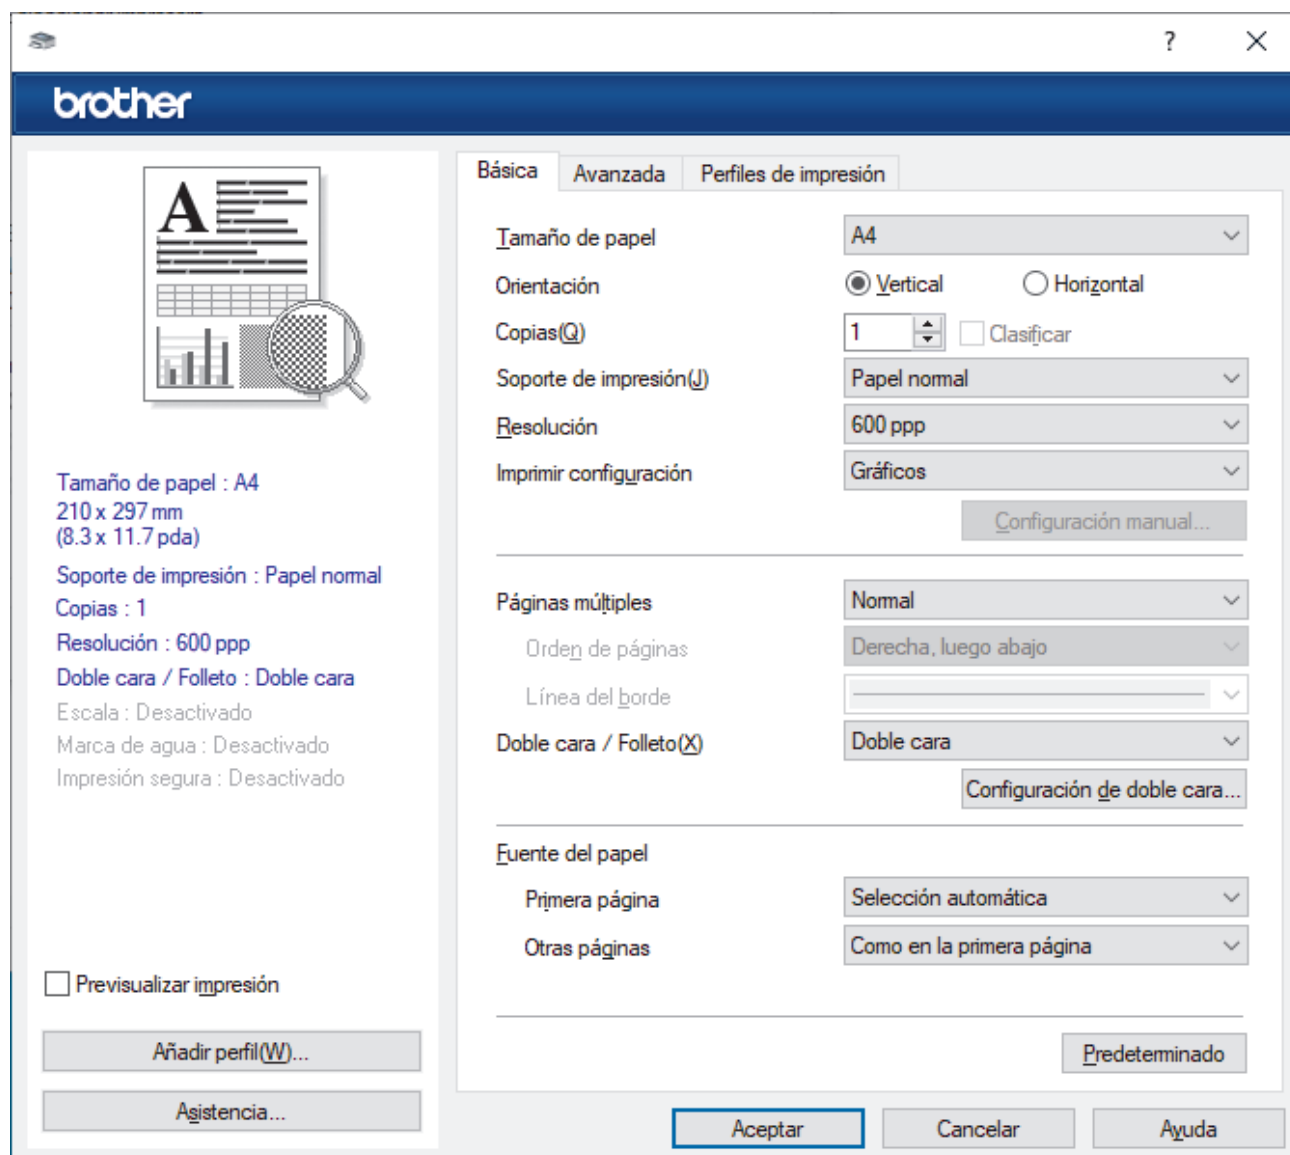 ?
brother
Básica
Avanzada
Perfiles de impresión
A
Tamaño de papel
A4
Orientación
Vertical
Horizontal
Copias(Q)
1
Clasificar
Soporte de impresión(J)
Papel normal
Resolución
600 ppp
Imprimir configuración
Gráficos
Configuración manual...
Páginas múltiples
Normal
Orden de páginas
Derecha, luego abajo
Línea del borde
Doble cara / Folleto(X)
Doble cara
Configuración de doble cara...
Fuente del papel
Primera página
Selección automática
Otras páginas
Como en la primera página
Predeterminado
Tamaño de papel : A4
210 x 297 mm
(8.3 x 11.7 pda)
Soporte de impresión : Papel normal
Copias : 1
Resolución : 600 ppp
Doble cara / Folleto : Doble cara
Escala : Desactivado
Marca de agua : Desactivado
Impresión segura : Desactivado
Previsualizar impresión
Añadir perfil(W)...
Asistencia...
Aceptar
Cancelar
Ayuda